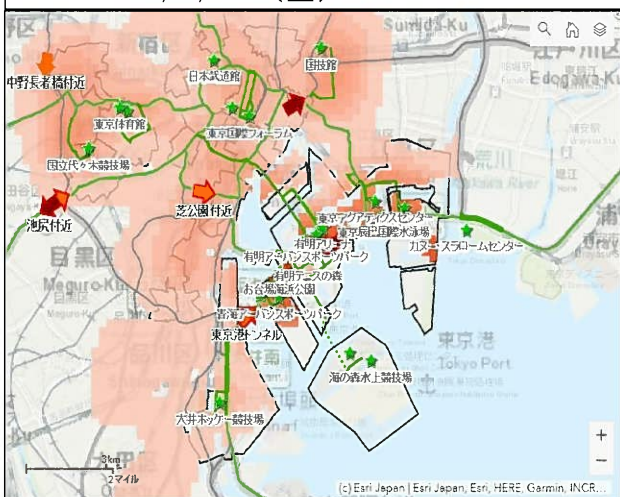 Sumida-Ku
国技館
江戸川区
Edogawa-Ku
中野長者橋付近
日本武道館
東京体育館
東京国際フォーラム
荒川
国立代々木競技場
芝公園付近
池尻付近
東京アクアティクスセンター
東京辰巳国際水泳場
有明アリーナ
カヌー・スラロームセンター
有明アーバンスポーツパーク
目黒区
Meguro-Ku
有明テニスの森
お台場海浜公園
青海アーバンスポーツパーク
東京港トンネル
東京港
Tokyo Port
海の森水上競技場
大井ホッケー競技場
3km
2マイル
+
−
(c) Esri Japan | Esri Japan, Esri, HERE, Garmin, INCR...